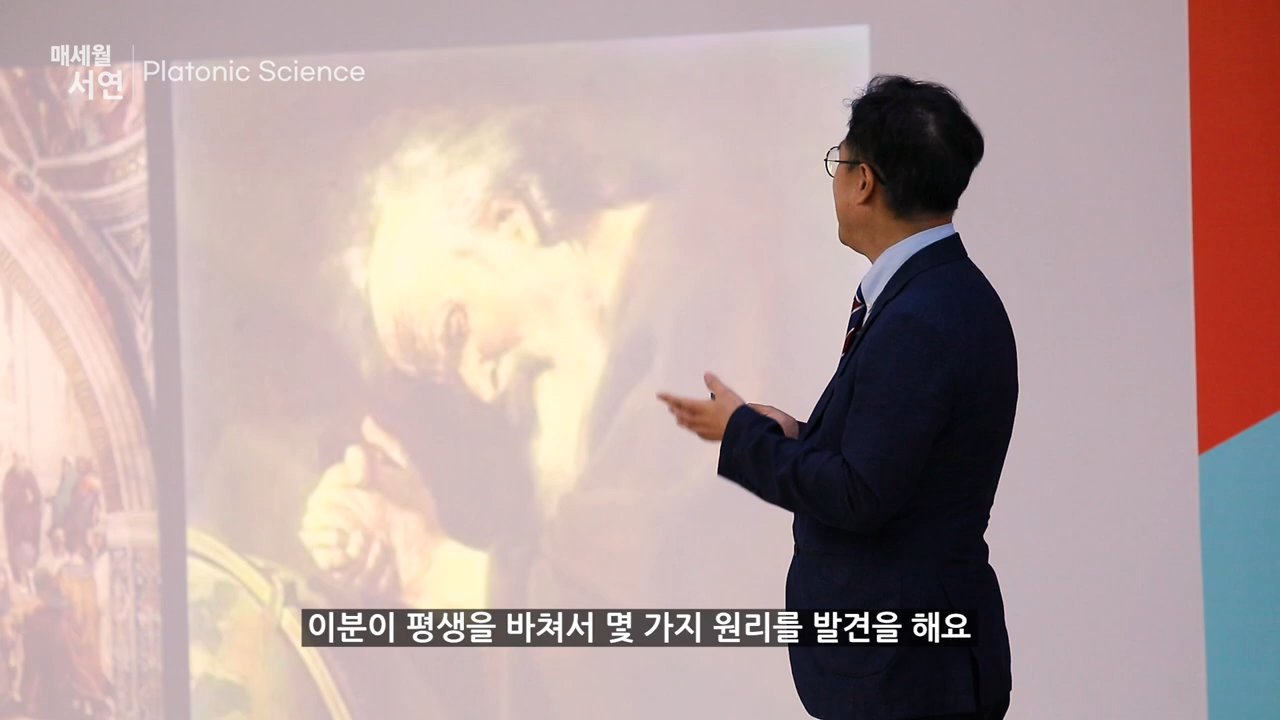 매세월
서연
Platonic Science
이분이 평생을 바쳐서 몇 가지 원리를 발견을 해요